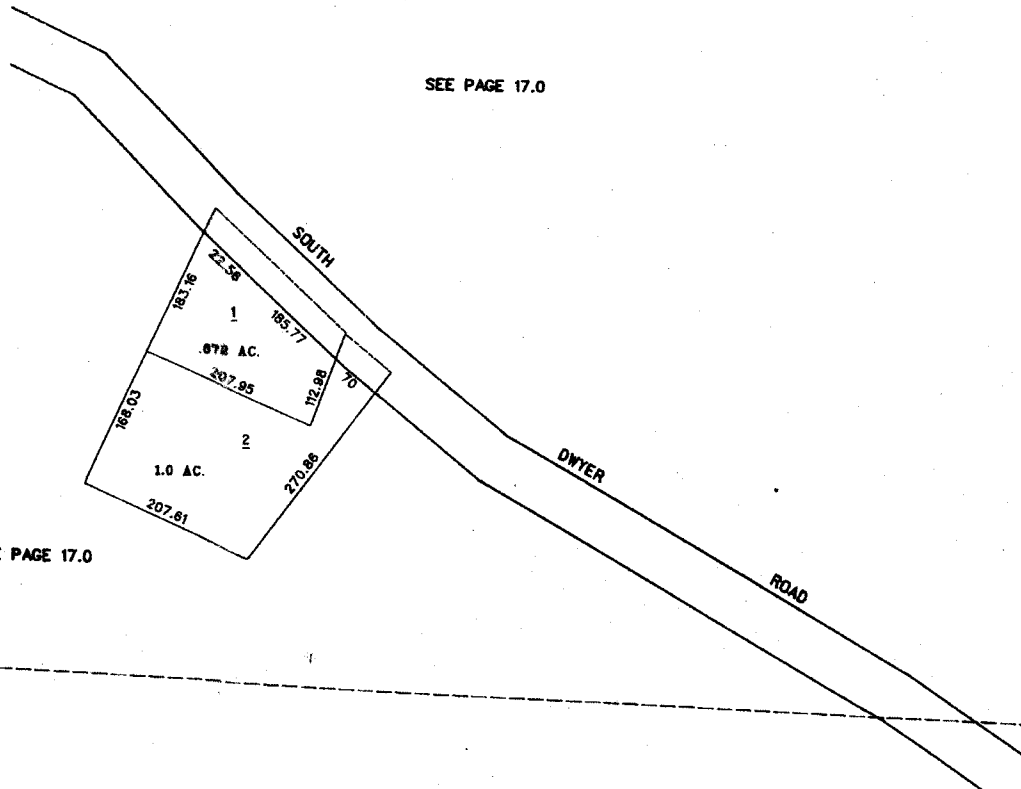 SEE PAGE 17.0
SOUTH
22.58
183.16
1
185.77
.672 AC.
207.95
112.98
70
168.03
2
1.0 AC.
270.86
207.61
DWYER
PAGE 17.0
ROAD